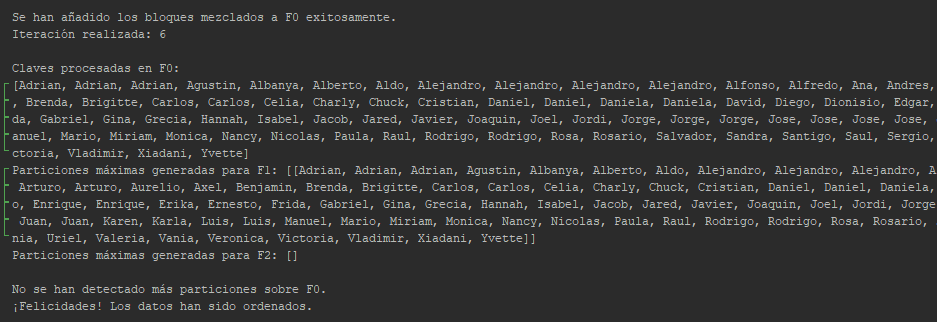 Se han añadido los bloques mezclados a F0 exitosamente.
Iteración realizada: 6
Claves procesadas en F0:
[Adrian, Adrian, Adrian, Agustin, Albanya, Alberto, Aldo, Alejandro, Alejandro, Alejandro, Alejandro, Alfonso, Alfredo, Ana, Andres,
, Brenda, Brigitte, Carlos, Carlos, Celia, Charly, Chuck, Cristian, Daniel, Daniel, Daniela, Daniela, David, Diego, Dionisio, Edgar,
da, Gabriel, Gina, Grecia, Hannah, Isabel, Jacob, Jared, Javier, Joaquin, Joel, Jordi, Jorge, Jorge, Jorge, Jose, Jose, Jose, Jose,
anuel, Mario, Miriam, Monica, Nancy, Nicolas, Paula, Raul, Rodrigo, Rodrigo, Rosa, Rosario, Salvador, Sandra, Santigo, Saul, Sergio,
ctoria, Vladimir, Xiadani, Yvette]
Particiones máximas generadas para F1: [[Adrian, Adrian, Adrian, Agustin, Albanya, Alberto, Aldo, Alejandro, Alejandro, Alejandro, A
Arturo, Arturo, Aurelio, Axel, Benjamin, Brenda, Brigitte, Carlos, Carlos, Celia, Charly, Chuck, Cristian, Daniel, Daniel, Daniela,
o, Enrique, Enrique, Erika, Ernesto, Frida, Gabriel, Gina, Grecia, Hannah, Isabel, Jacob, Jared, Javier, Joaquin, Joel, Jordi, Jorge
Juan, Juan, Karen, Karla, Luis, Luis, Manuel, Mario, Miriam, Monica, Nancy, Nicolas, Paula, Raul, Rodrigo, Rodrigo, Rosa, Rosario,
nia, Uriel, Valeria, Vania, Veronica, Victoria, Vladimir, Xiadani, Yvette]]
Particiones máximas generadas para F2: []
No se han detectado más particiones sobre F0.
¡Felicidades! Los datos han sido ordenados.